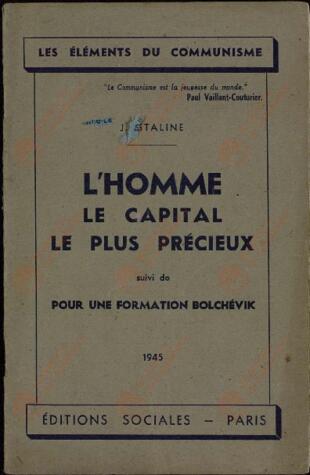 LES ÉLÉMENTS DU COMMUNISME
"Le Communisme est la jeunesse du monde."
Paul Vaillant-Couturier.
J. STALINE
L'HOMME
LE CAPITAL
LE PLUS PRÉCIEUX
suivi de
POUR UNE FORMATION BOLCHÉVIK
1945
ÉDITIONS SOCIALES — PARIS